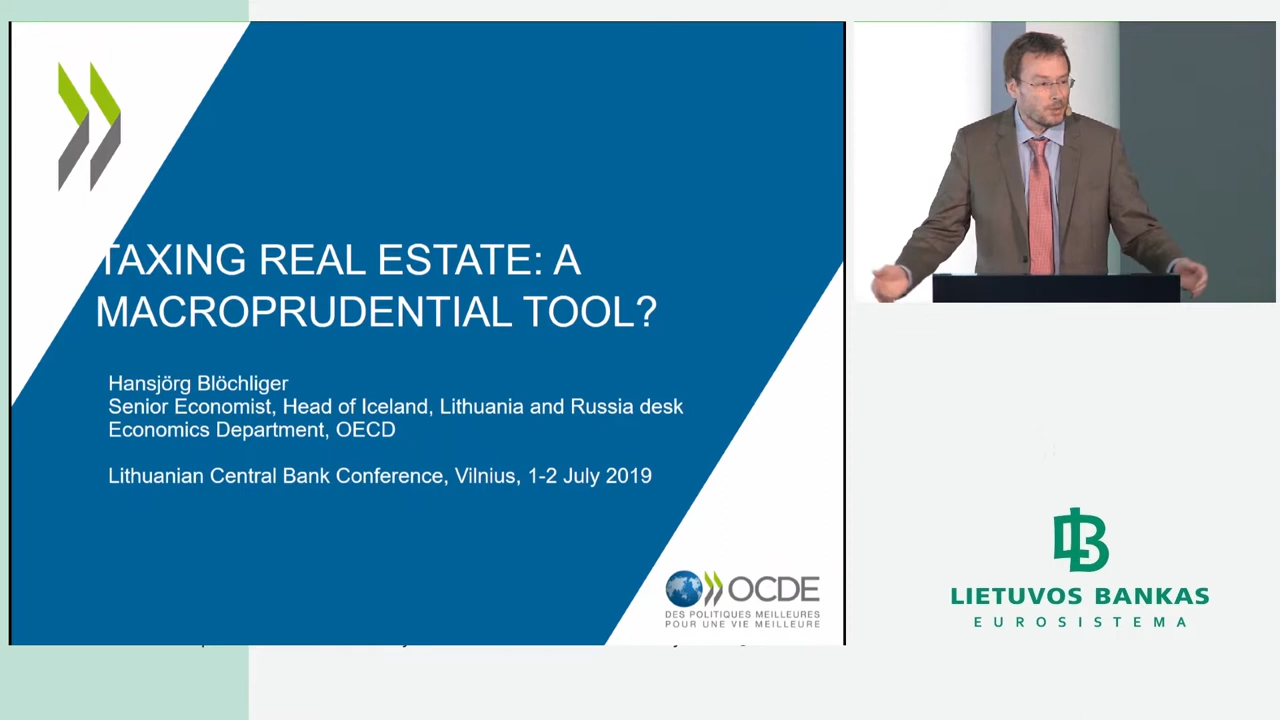 TAXING REAL ESTATE: A
MACROPRUDENTIAL TOOL?
Hansjörg Blöchliger
Senior Economist, Head of Iceland, Lithuania and Russia desk
Economics Department, OECD
Lithuanian Central Bank Conference, Vilnius, 1-2 July 2019
OCDE
DES POLITIQUES MEILLEURES
POUR UNE VIE MEILLEURE
LIETUVOS BANKAS
EUROSISTEMA